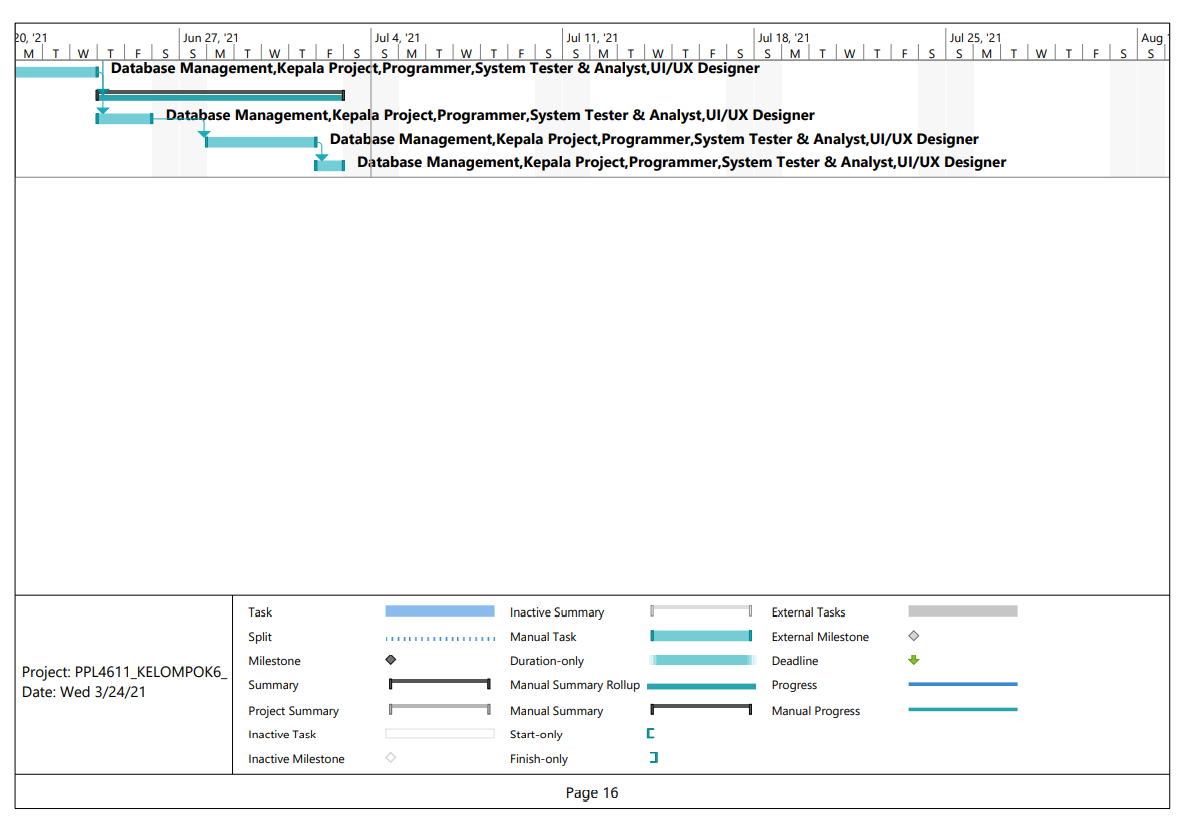 20, '21 Jun 27, '21 Jul 4, '21 Jul 11, '21 Jul 18, '21 Jul 25, '21 Aug
M T W T F S S M T W T F S S M T W T F S S M T W T F S S M T W T F S S M T W T F S S
Database Management,Kepala Project,Programmer,System Tester & Analyst,UI/UX Designer
Database Management,Kepala Project,Programmer,System Tester & Analyst,UI/UX Designer
Database Management,Kepala Project,Programmer,System Tester & Analyst,UI/UX Designer
Database Management,Kepala Project,Programmer,System Tester & Analyst,UI/UX Designer
Project: PPL4611_KELOMPOK6_
Date: Wed 3/24/21
Task
Split
Milestone
Summary
Project Summary
Inactive Task
Inactive Milestone
Inactive Summary
Manual Task
Duration-only
Manual Summary Rollup
Manual Summary
Start-only
Finish-only
External Tasks
External Milestone
Deadline
Progress
Manual Progress
Page 16